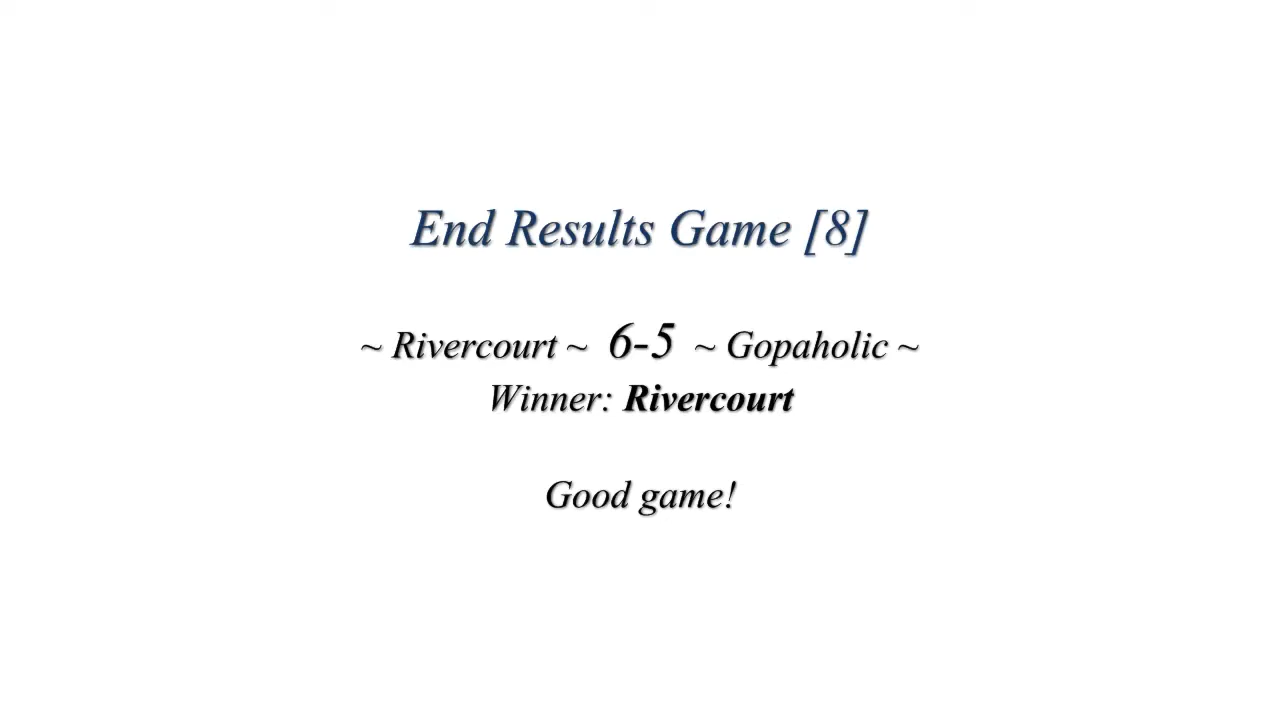 End Results Game [8]
~ Rivercourt ~ 6-5 ~ Gopaholic ~
Winner: Rivercourt
Good game!